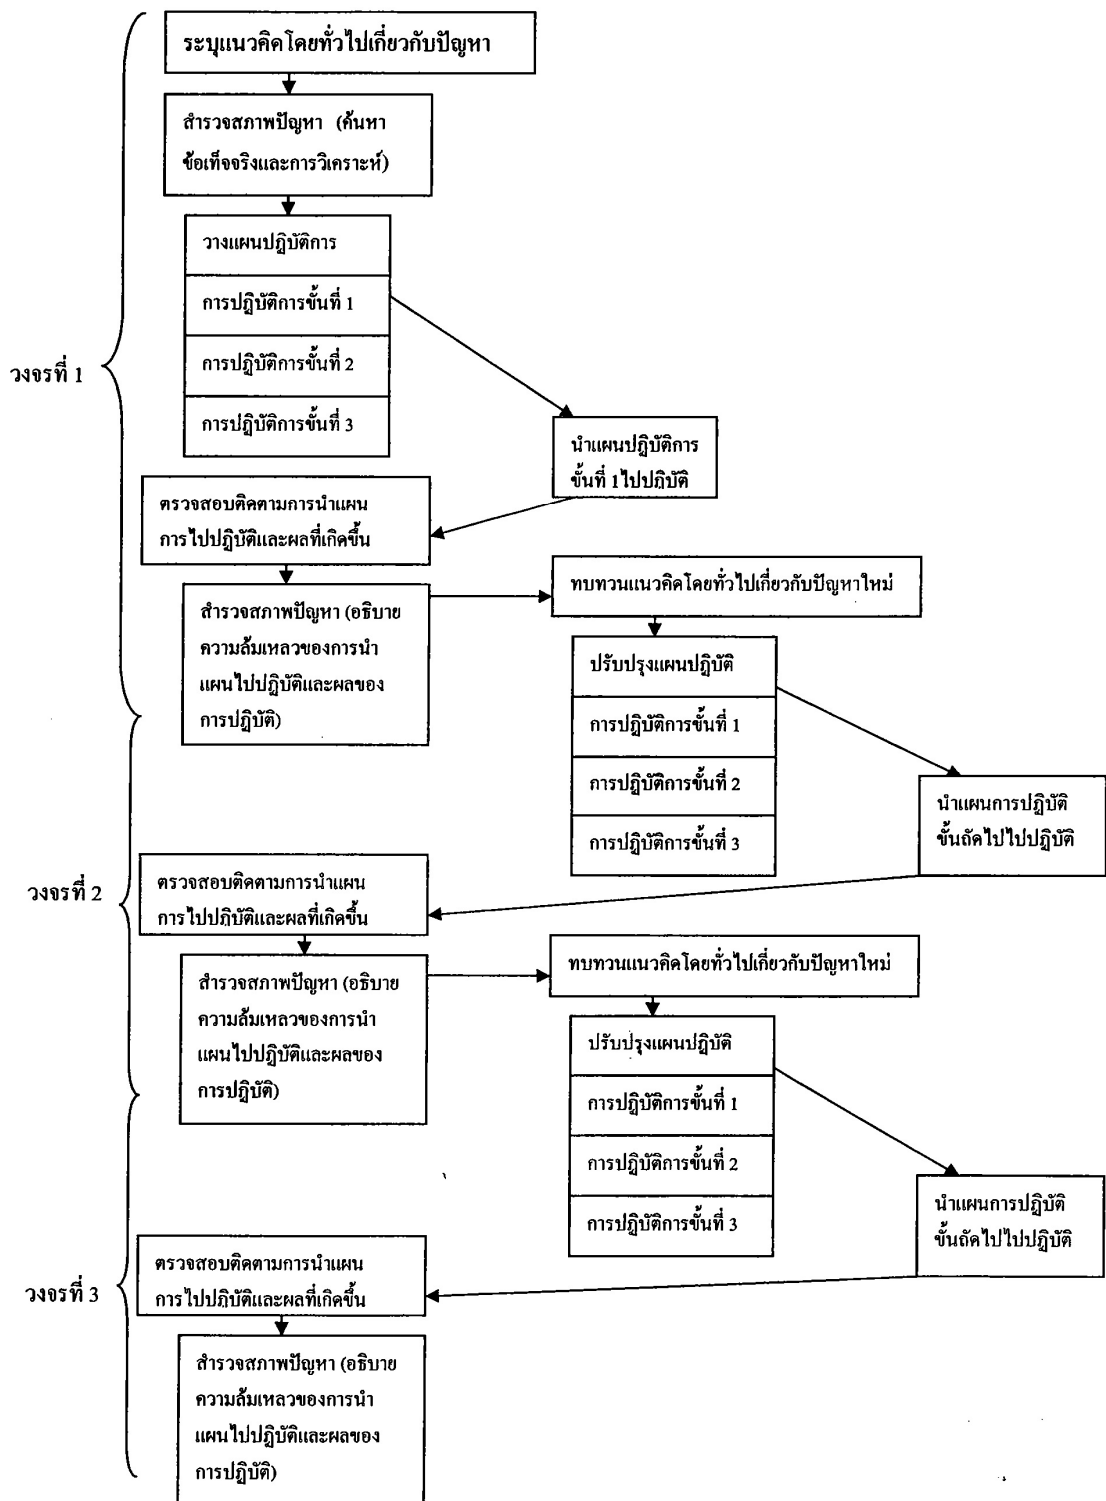 ระบุแนวคิดโดยทั่วไปเกี่ยวกับปัญหา
สำรวจสภาพปัญหา (ค้นหา
ข้อเท็จจริงและการวิเคราะห์)
วางแผนปฏิบัติการ
การปฏิบัติการขั้นที่ 1
การปฏิบัติการขั้นที่ 2
การปฏิบัติการขั้นที่ 3
วงจรที่ 1
นำแผนปฏิบัติการ
ขั้นที่ 1ไปปฏิบัติ
ตรวจสอบติดตามการนำแผน
การไปปฏิบัติและผลที่เกิดขึ้น
สำรวจสภาพปัญหา (อธิบาย
ความล้มเหลวของการนำ
แผนไปปฏิบัติและผลของ
การปฏิบัติ)
ทบทวนแนวคิดโดยทั่วไปเกี่ยวกับปัญหาใหม่
ปรับปรุงแผนปฏิบัติ
การปฏิบัติการขั้นที่ 1
การปฏิบัติการขั้นที่ 2
การปฏิบัติการขั้นที่ 3
นำแผนการปฏิบัติ
ขั้นถัดไปไปปฏิบัติ
วงจรที่ 2
ตรวจสอบติดตามการนำแผน
การไปปฏิบัติและผลที่เกิดขึ้น
สำรวจสภาพปัญหา (อธิบาย
ความล้มเหลวของการนำ
แผนไปปฏิบัติและผลของ
การปฏิบัติ)
ทบทวนแนวคิดโดยทั่วไปเกี่ยวกับปัญหาใหม่
ปรับปรุงแผนปฏิบัติ
การปฏิบัติการขั้นที่ 1
การปฏิบัติการขั้นที่ 2
การปฏิบัติการขั้นที่ 3
นำแผนการปฏิบัติ
ขั้นถัดไปไปปฏิบัติ
วงจรที่ 3
ตรวจสอบติดตามการนำแผน
การไปปฏิบัติและผลที่เกิดขึ้น
สำรวจสภาพปัญหา (อธิบาย
ความล้มเหลวของการนำ
แผนไปปฏิบัติและผลของ
การปฏิบัติ)